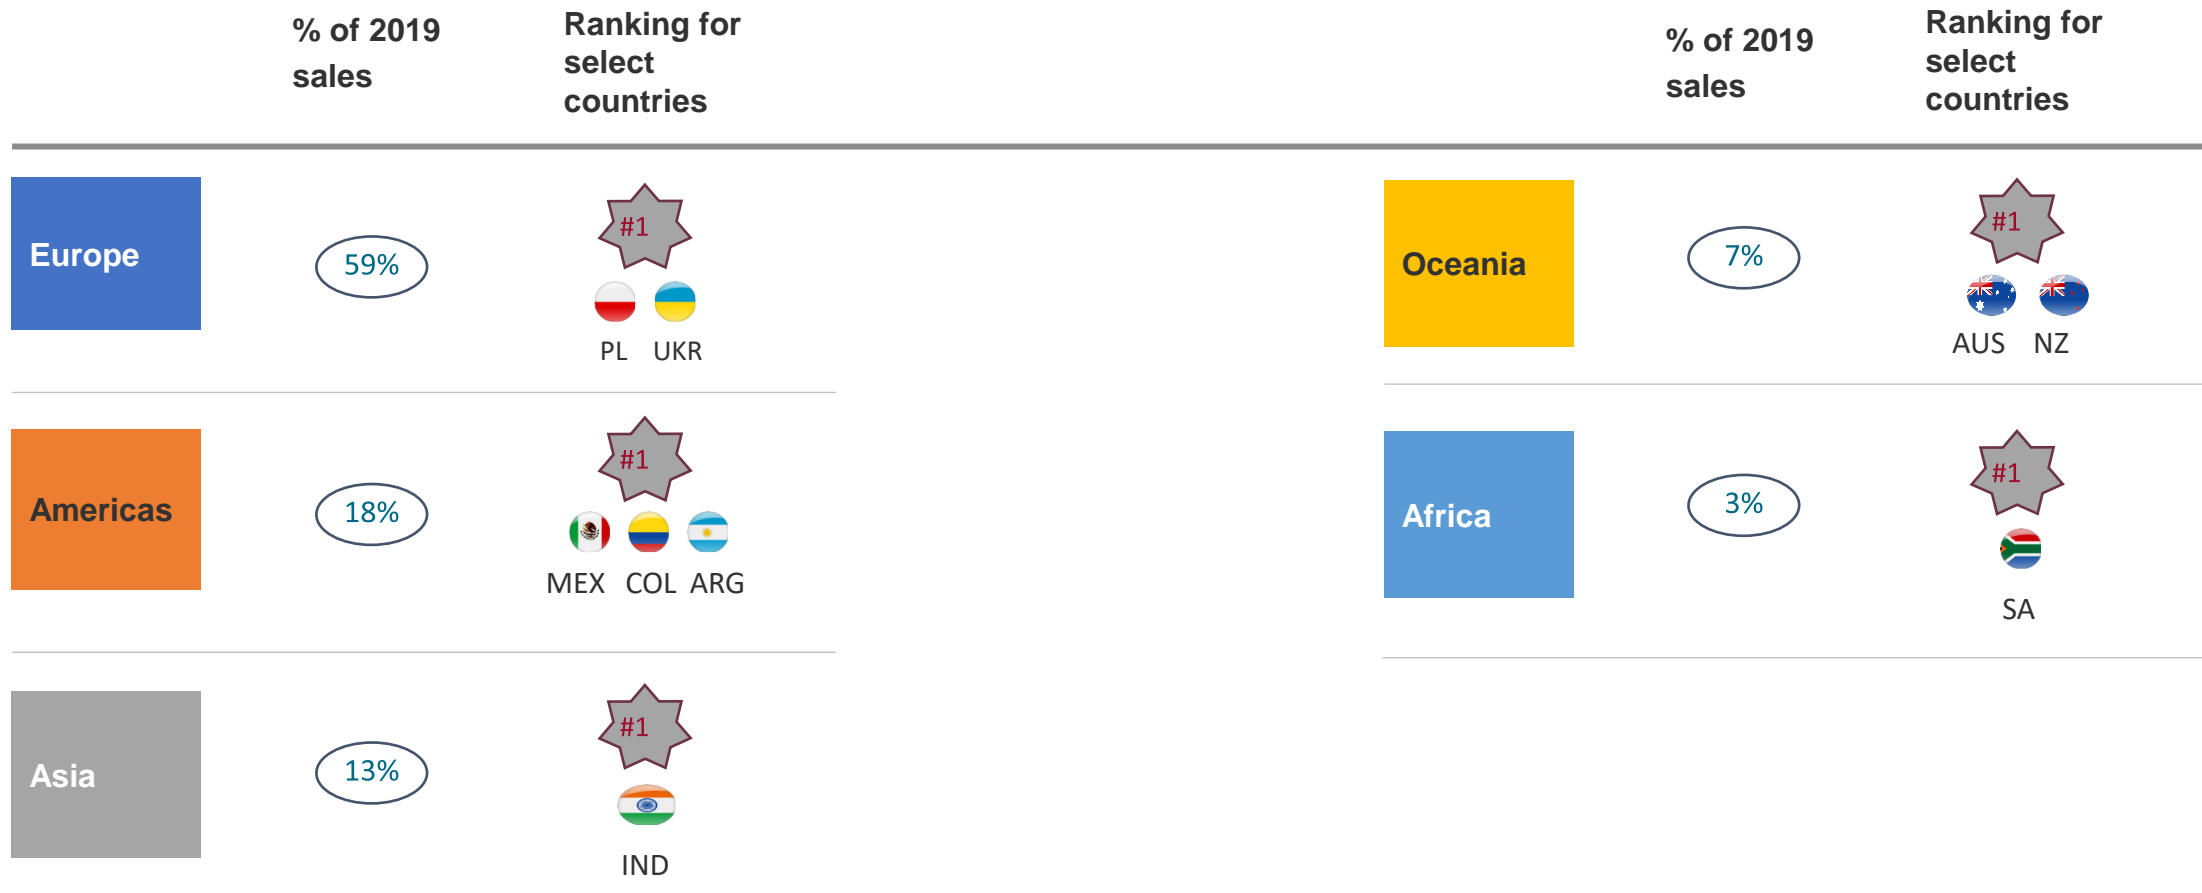 % of 2019
sales
Ranking for
select
countries
% of 2019
sales
Ranking for
select
countries
Europe
59%
#1
PL UKR
Americas
18%
#1
MEX COL ARG
Asia
13%
#1
IND
Oceania
7%
#1
AUS NZ
Africa
3%
#1
SA